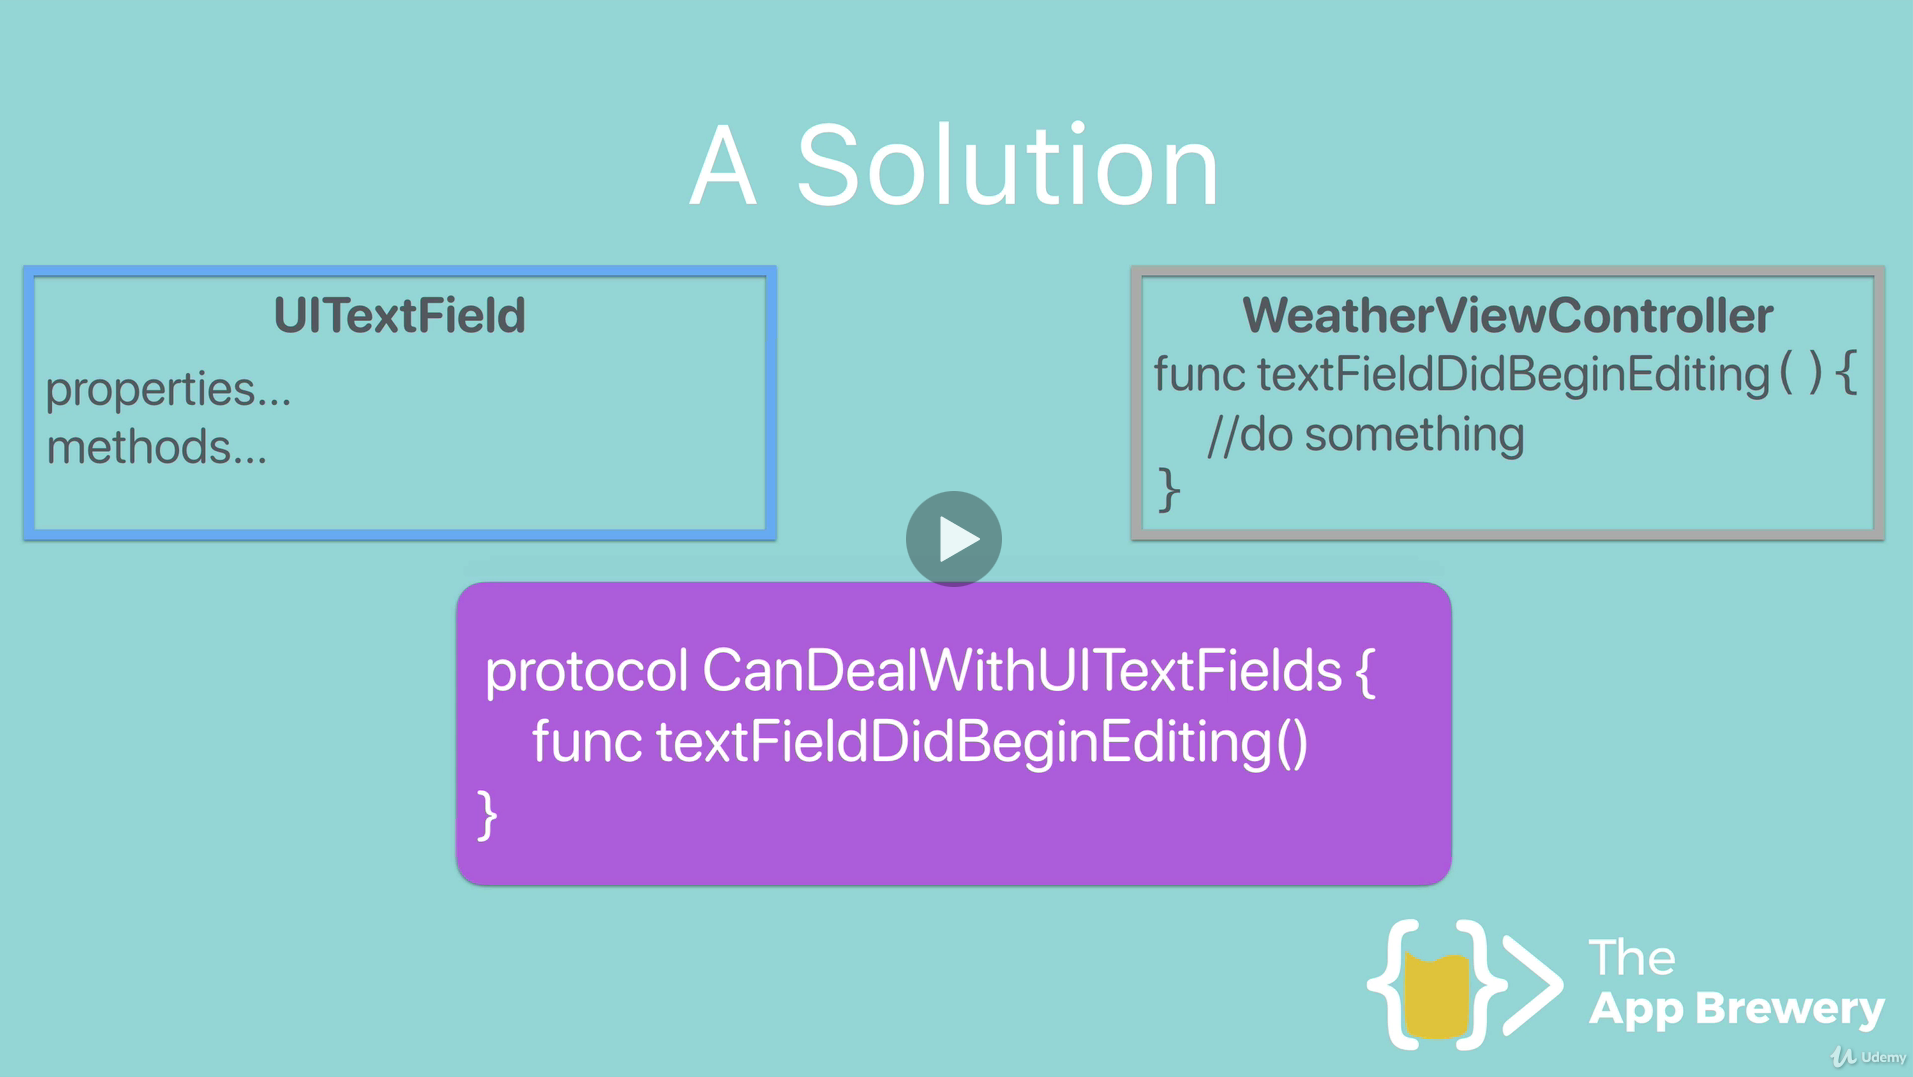 A Solution
UITextField
properties...
methods...
WeatherViewController
func textFieldDidBeginEditing(){
//do something
}
protocol CanDealWithUITextFields {
func textFieldDidBeginEditing()
}
The
App Brewery
Udemy